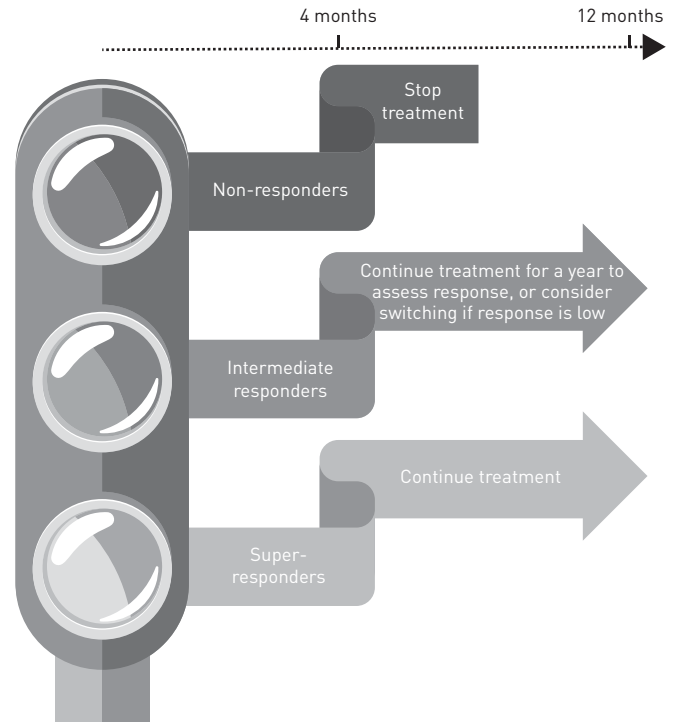 4 months
12 months
Stop
treatment
Non-responders
Continue treatment for a year to
assess response, or consider
switching if response is low
Intermediate
responders
Continue treatment
Super-
responders